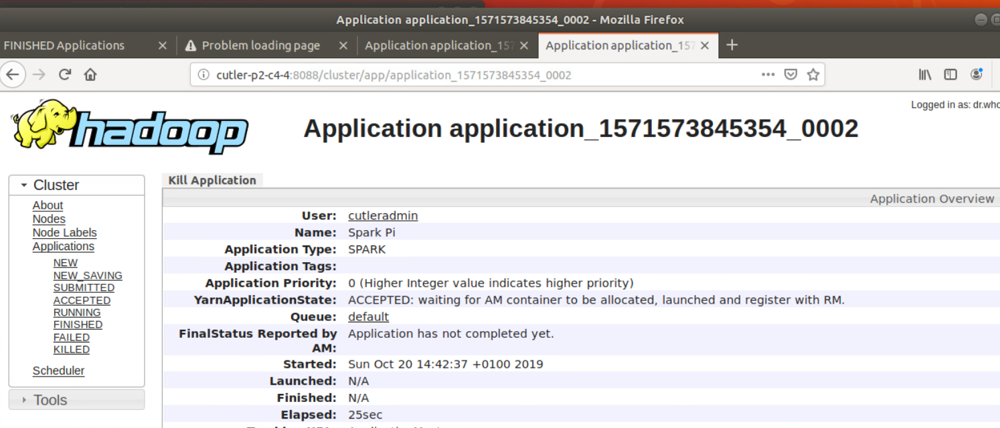 Application application_1571573845354_0002 - Mozilla Firefox
FINISHED Applications
Problem loading page
Application application_157
Application application_157
cutler-p2-c4-4:8088/cluster/app/application_1571573845354_0002
Logged in as: dr.who
hadoop
Application application_1571573845354_0002
Cluster
About
Nodes
Node Labels
Applications
NEW
NEW_SAVING
SUBMITTED
ACCEPTED
RUNNING
FINISHED
FAILED
KILLED
Scheduler
Tools
Kill Application
Application Overview
User: cutleradmin
Name: Spark Pi
Application Type: SPARK
Application Tags:
Application Priority: 0 (Higher Integer value indicates higher priority)
YarnApplicationState: ACCEPTED: waiting for AM container to be allocated, launched and register with RM.
Queue: default
FinalStatus Reported by Application has not completed yet.
AM:
Started: Sun Oct 20 14:42:37 +0100 2019
Launched: N/A
Finished: N/A
Elapsed: 25sec